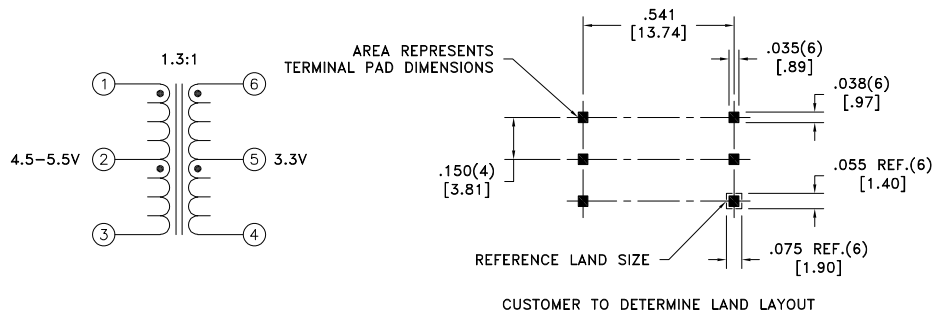 1.3:1
1
6
4.5-5.5V
2
5
3.3V
3
4
.541
[13.74]
AREA REPRESENTS
TERMINAL PAD DIMENSIONS
.035(6)
[.89]
.038(6)
[.97]
.150(4)
[3.81]
.055 REF.(6)
[1.40]
REFERENCE LAND SIZE
.075 REF.(6)
[1.90]
CUSTOMER TO DETERMINE LAND LAYOUT